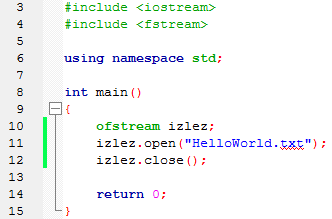 3 #include <iostream>
4 #include <fstream>
5
6 using namespace std;
7
8 int main()
9 {
10 ofstream izlez;
11 izlez.open("HelloWorld.txt");
12 izlez.close();
13
14 return 0;
15 }